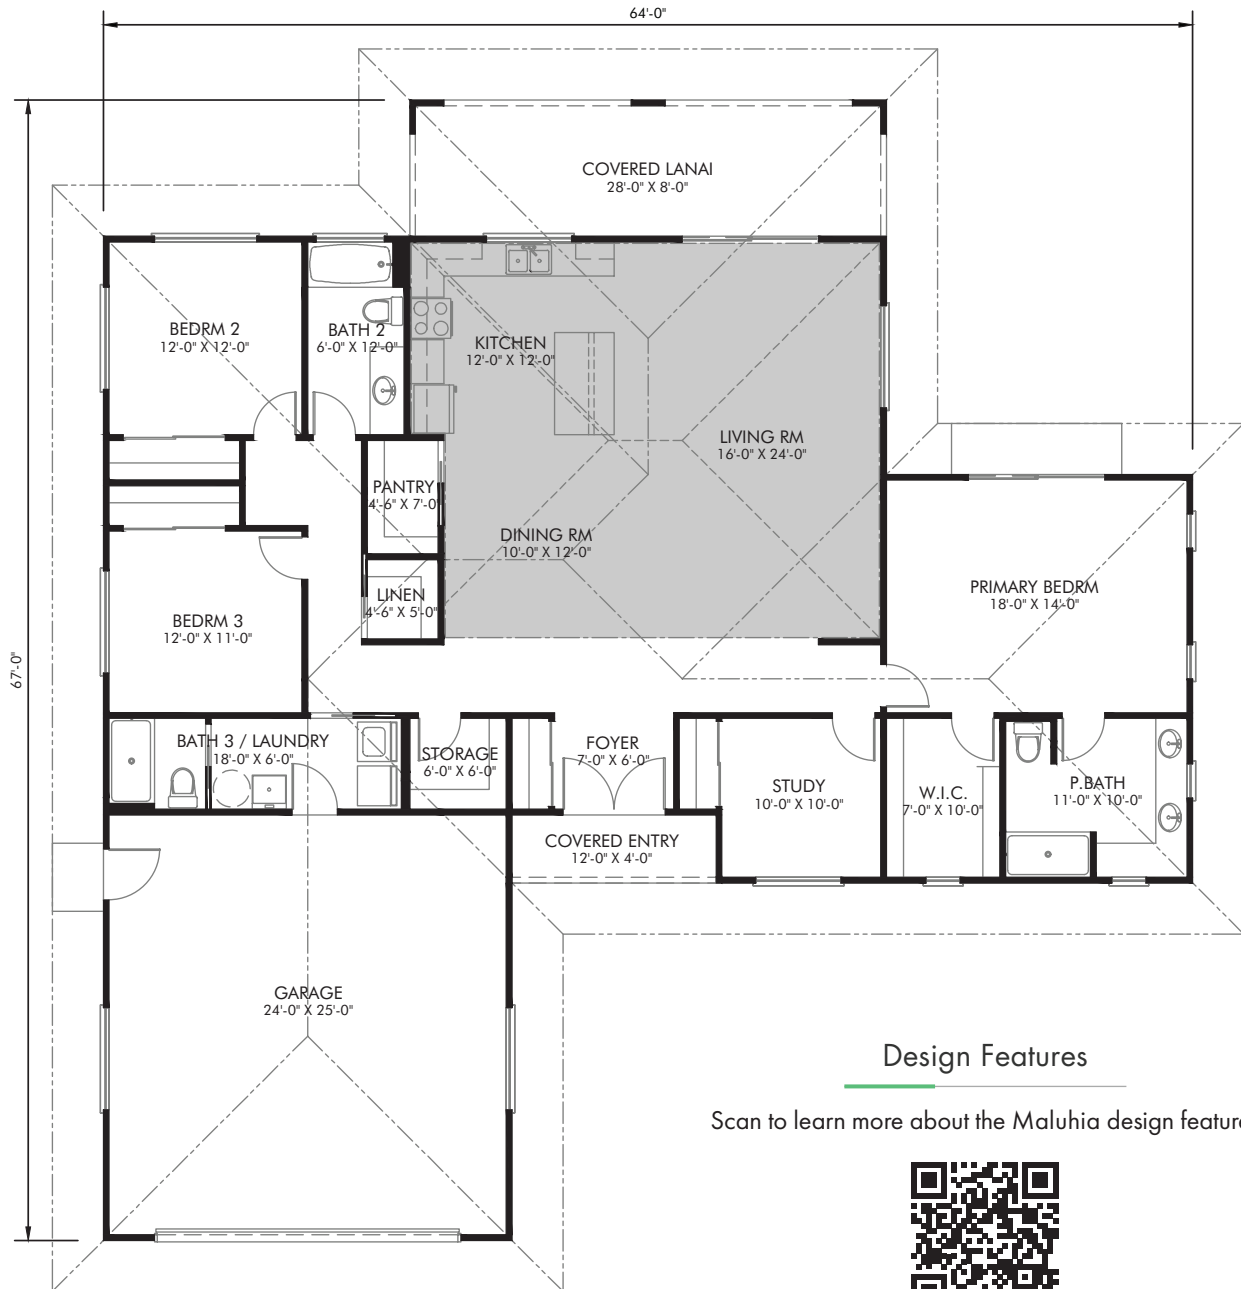 64'-0"
67'-0"
COVERED LANAI
28'-0" X 8'-0"
BEDRM 2
12'-0" X 12'-0"
BATH 2
6'-0" X 12'-0"
KITCHEN
12'-0" X 12'-0"
LIVING RM
16'-0" X 24'-0"
PANTRY
4'-6" X 7'-0"
DINING RM
10'-0" X 12'-0"
LINEN
4'-6" X 5'-0"
BEDRM 3
12'-0" X 11'-0"
PRIMARY BEDRM
18'-0" X 14'-0"
BATH 3 / LAUNDRY
18'-0" X 6'-0"
STORAGE
6'-0" X 6'-0"
FOYER
7'-0" X 6'-0"
STUDY
10'-0" X 10'-0"
W.I.C.
7'-0" X 10'-0"
P.BATH
11'-0" X 10'-0"
COVERED ENTRY
12'-0" X 4'-0"
GARAGE
24'-0" X 25'-0"
Design Features
Scan to learn more about the Maluhia design feature